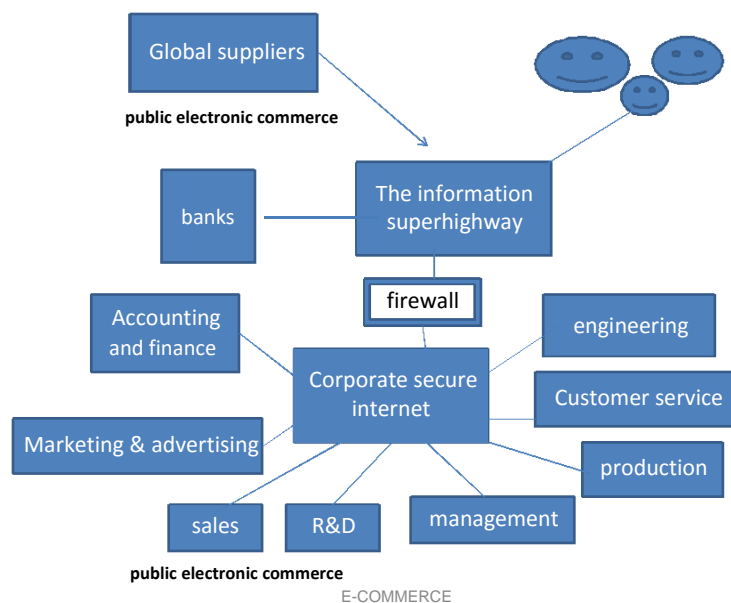 Global suppliers
public electronic commerce
The information
superhighway
banks
firewall
Accounting
and finance
engineering
Corporate secure
internet
Customer service
Marketing & advertising
production
sales
R&D
management
public electronic commerce
E-COMMERCE